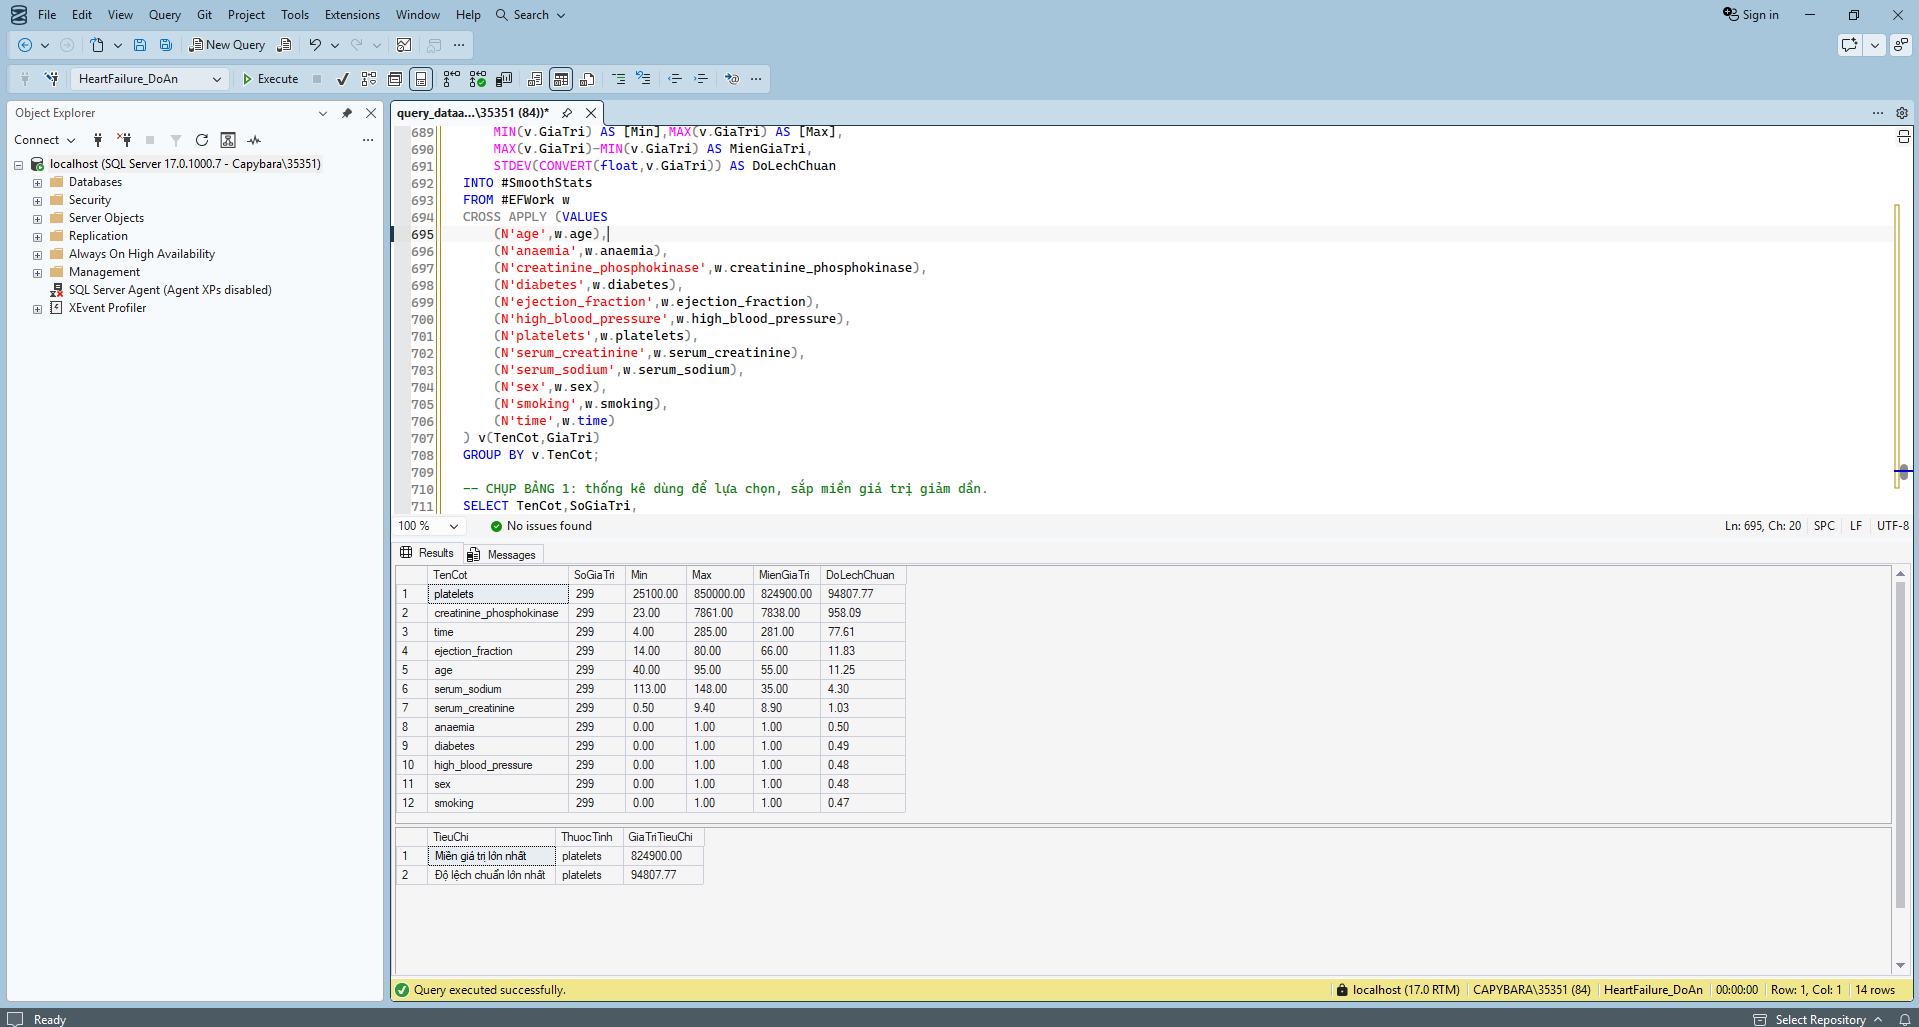 File Edit View Query Git Project Tools Extensions Window Help Search Sign in
New Query
HeartFailure_DoAn Execute
Object Explorer
Connect
localhost (SQL Server 17.0.1000.7 - Capybara\35351)
Databases
Security
Server Objects
Replication
Always On High Availability
Management
SQL Server Agent (Agent XPs disabled)
XEvent Profiler
query_dataa...\35351 (84))*
689 MIN(v.GiaTri) AS [Min],MAX(v.GiaTri) AS [Max],
690 MAX(v.GiaTri)-MIN(v.GiaTri) AS MienGiaTri,
691 STDEV(CONVERT(float,v.GiaTri)) AS DoLechChuan
692 INTO #SmoothStats
693 FROM #EFWork w
694 CROSS APPLY (VALUES
695 (N'age',w.age),
696 (N'anaemia',w.anaemia),
697 (N'creatinine_phosphokinase',w.creatinine_phosphokinase),
698 (N'diabetes',w.diabetes),
699 (N'ejection_fraction',w.ejection_fraction),
700 (N'high_blood_pressure',w.high_blood_pressure),
701 (N'platelets',w.platelets),
702 (N'serum_creatinine',w.serum_creatinine),
703 (N'serum_sodium',w.serum_sodium),
704 (N'sex',w.sex),
705 (N'smoking',w.smoking),
706 (N'time',w.time)
707 ) v(TenCot,GiaTri)
708 GROUP BY v.TenCot;
709
710 -- CHỤP BẢNG 1: thống kê dùng để lựa chọn, sắp miền giá trị giảm dần.
711 SELECT TenCot,SoGiaTri,
100 % No issues found Ln: 695, Ch: 20 SPC LF UTF-8
Results Messages
TenCot SoGiaTri Min Max MienGiaTri DoLechChuan
1 platelets 299 25100.00 850000.00 824900.00 94807.77
2 creatinine_phosphokinase 299 23.00 7861.00 7838.00 958.09
3 time 299 4.00 285.00 281.00 77.61
4 ejection_fraction 299 14.00 80.00 66.00 11.83
5 age 299 40.00 95.00 55.00 11.25
6 serum_sodium 299 113.00 148.00 35.00 4.30
7 serum_creatinine 299 0.50 9.40 8.90 1.03
8 anaemia 299 0.00 1.00 1.00 0.50
9 diabetes 299 0.00 1.00 1.00 0.49
10 high_blood_pressure 299 0.00 1.00 1.00 0.48
11 sex 299 0.00 1.00 1.00 0.48
12 smoking 299 0.00 1.00 1.00 0.47
TieuChi ThuocTinh GiaTriTieuChi
1 Miền giá trị lớn nhất platelets 824900.00
2 Độ lệch chuẩn lớn nhất platelets 94807.77
Query executed successfully. localhost (17.0 RTM) CAPYBARA\35351 (84) HeartFailure_DoAn 00:00:00 Row: 1, Col: 1 14 rows
Ready Select Repository